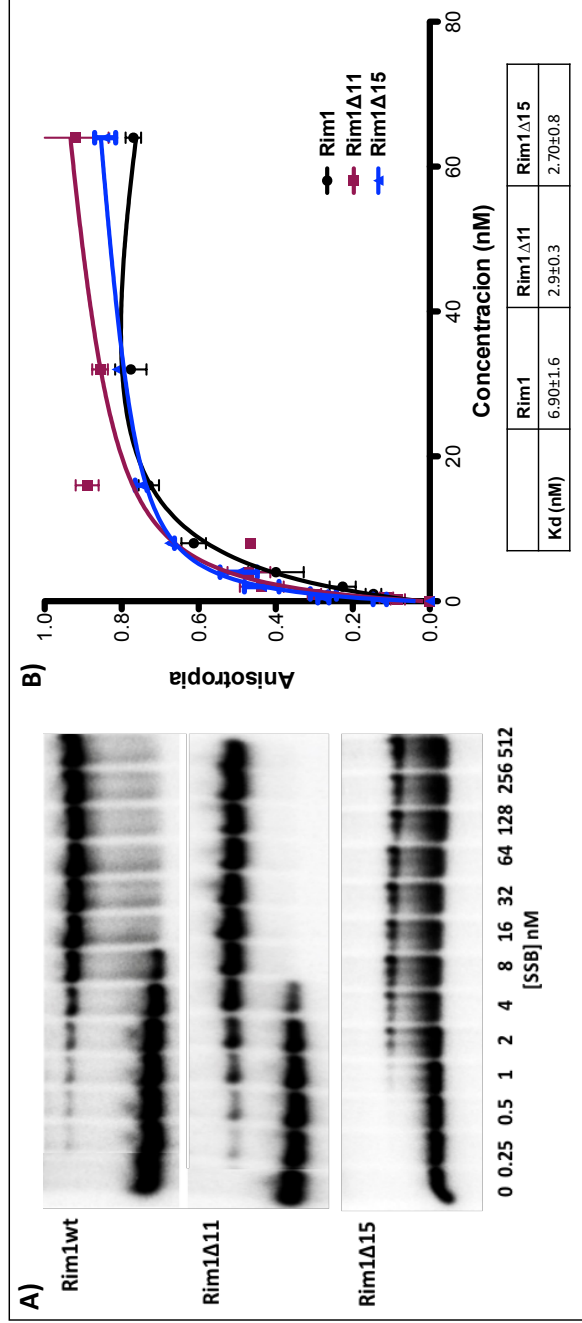 A)
Rim1wt
Rim1Δ11
Rim1Δ15
0 0.25 0.5 1 2 4 8 16 32 64 128 256 512
[SSB] nM
B)
Anisotropia
1.0
0.8
0.6
0.4
0.2
0.0
0 20 40 60 80
Concentracion (nM)
Rim1
Rim1Δ11
Rim1Δ15
Rim1 Rim1Δ11 Rim1Δ15
Kd (nM) 6.90±1.6 2.9±0.3 2.70±0.8